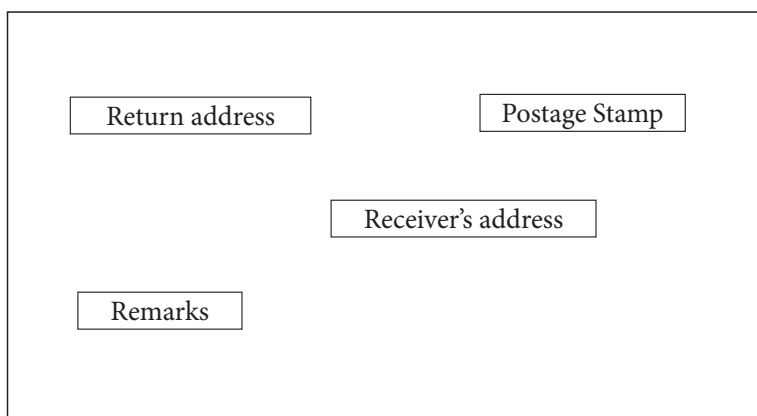 Return address
Postage Stamp
Receiver's address
Remarks